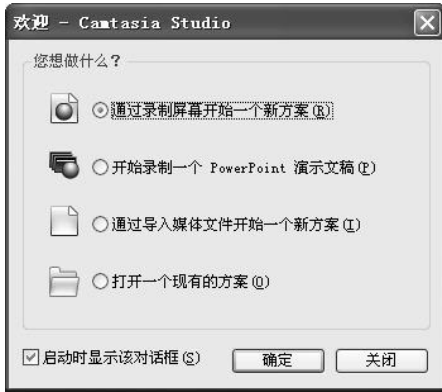 欢迎 - Camtasia Studio
您想做什么？
通过录制屏幕开始一个新方案(R)
开始录制一个 PowerPoint 演示文稿(P)
通过导入媒体文件开始一个新方案(I)
打开一个现有的方案(O)
启动时显示该对话框(S)
确定 关闭